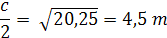 c/2 = √20,25 = 4,5 m